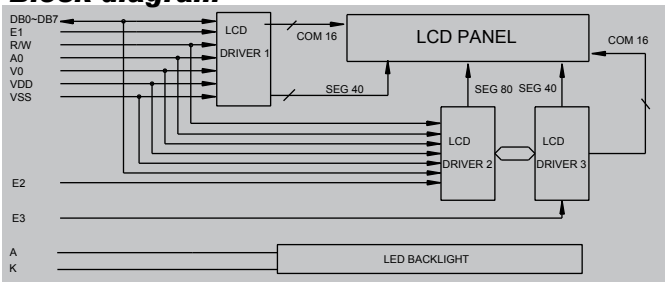 Block diagram
DB0~DB7
E1
R/W
A0
V0
VDD
VSS
LCD
DRIVER 1
COM 16
LCD PANEL
COM 16
SEG 40
SEG 80
SEG 40
LCD
DRIVER 2
LCD
DRIVER 3
E2
E3
A
K
LED BACKLIGHT